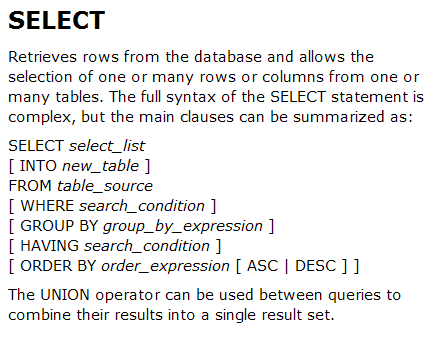 SELECT
Retrieves rows from the database and allows the
selection of one or many rows or columns from one or
many tables. The full syntax of the SELECT statement is
complex, but the main clauses can be summarized as:
SELECT select_list
[ INTO new_table ]
FROM table_source
[ WHERE search_condition ]
[ GROUP BY group_by_expression ]
[ HAVING search_condition ]
[ ORDER BY order_expression [ ASC | DESC ] ]
The UNION operator can be used between queries to
combine their results into a single result set.